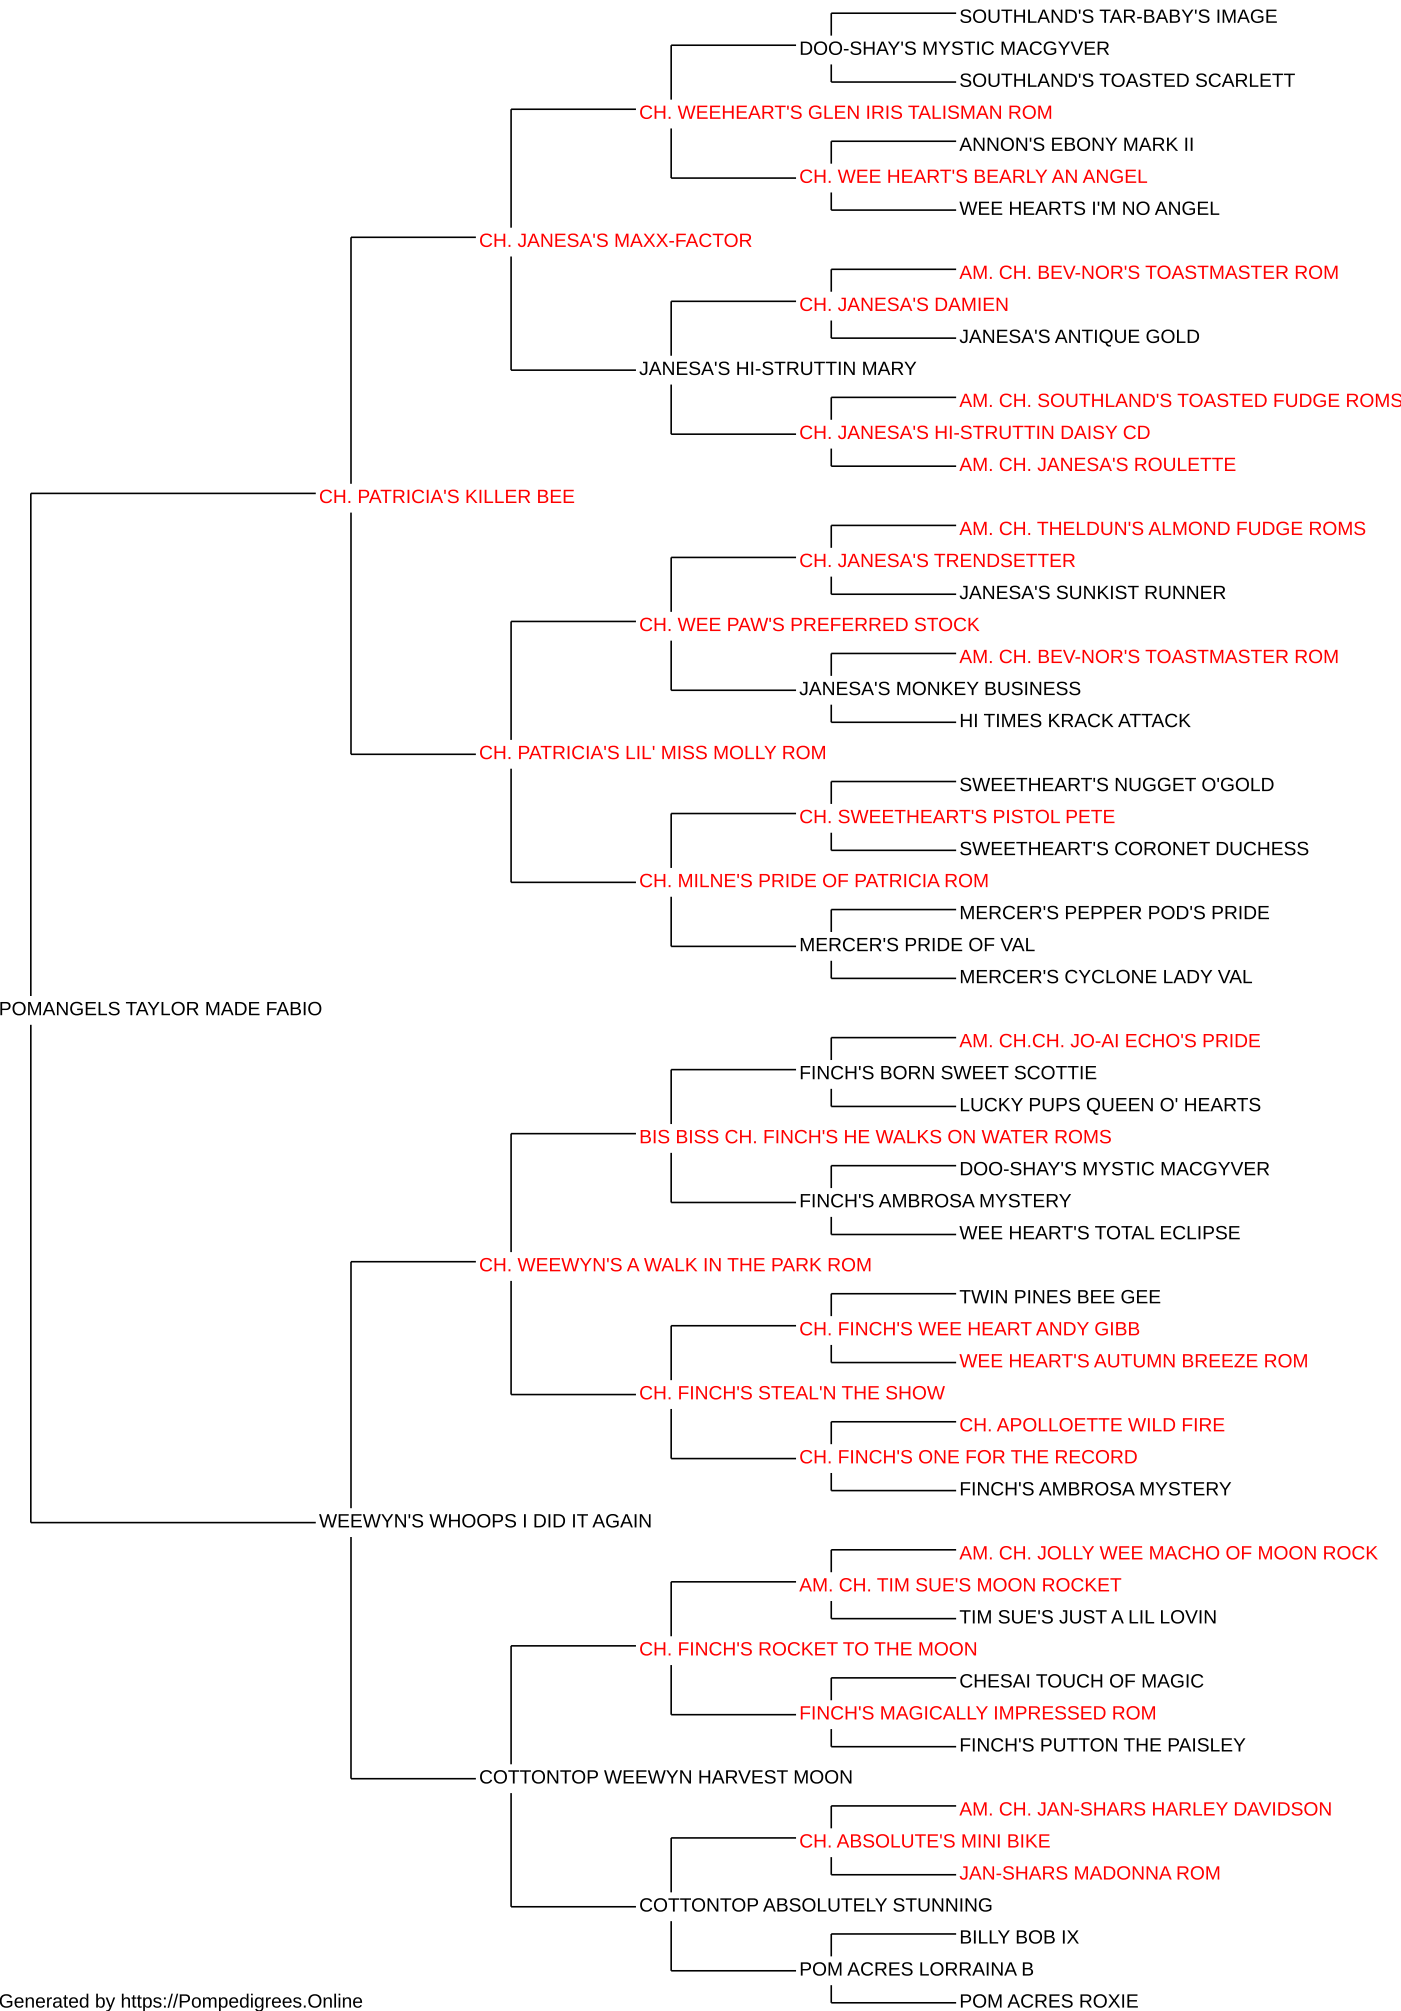 SOUTHLAND'S TAR-BABY'S IMAGE
DOO-SHAY'S MYSTIC MACGYVER
SOUTHLAND'S TOASTED SCARLETT
CH. WEEHEART'S GLEN IRIS TALISMAN ROM
ANNON'S EBONY MARK II
CH. WEE HEART'S BEARLY AN ANGEL
WEE HEARTS I'M NO ANGEL
CH. JANESA'S MAXX-FACTOR
AM. CH. BEV-NOR'S TOASTMASTER ROM
CH. JANESA'S DAMIEN
JANESA'S ANTIQUE GOLD
JANESA'S HI-STRUTTIN MARY
AM. CH. SOUTHLAND'S TOASTED FUDGE ROMS
CH. JANESA'S HI-STRUTTIN DAISY CD
AM. CH. JANESA'S ROULETTE
CH. PATRICIA'S KILLER BEE
AM. CH. THELDUN'S ALMOND FUDGE ROMS
CH. JANESA'S TRENDSETTER
JANESA'S SUNKIST RUNNER
CH. WEE PAW'S PREFERRED STOCK
AM. CH. BEV-NOR'S TOASTMASTER ROM
JANESA'S MONKEY BUSINESS
HI TIMES KRACK ATTACK
CH. PATRICIA'S LIL' MISS MOLLY ROM
SWEETHEART'S NUGGET O'GOLD
CH. SWEETHEART'S PISTOL PETE
SWEETHEART'S CORONET DUCHESS
CH. MILNE'S PRIDE OF PATRICIA ROM
MERCER'S PEPPER POD'S PRIDE
MERCER'S PRIDE OF VAL
MERCER'S CYCLONE LADY VAL
POMANGELS TAYLOR MADE FABIO
AM. CH.CH. JO-AI ECHO'S PRIDE
FINCH'S BORN SWEET SCOTTIE
LUCKY PUPS QUEEN O' HEARTS
BIS BISS CH. FINCH'S HE WALKS ON WATER ROMS
DOO-SHAY'S MYSTIC MACGYVER
FINCH'S AMBROSA MYSTERY
WEE HEART'S TOTAL ECLIPSE
CH. WEEWYN'S A WALK IN THE PARK ROM
TWIN PINES BEE GEE
CH. FINCH'S WEE HEART ANDY GIBB
WEE HEART'S AUTUMN BREEZE ROM
CH. FINCH'S STEAL'N THE SHOW
CH. APOLLOETTE WILD FIRE
CH. FINCH'S ONE FOR THE RECORD
FINCH'S AMBROSA MYSTERY
WEEWYN'S WHOOPS I DID IT AGAIN
AM. CH. JOLLY WEE MACHO OF MOON ROCK
AM. CH. TIM SUE'S MOON ROCKET
TIM SUE'S JUST A LIL LOVIN
CH. FINCH'S ROCKET TO THE MOON
CHESAI TOUCH OF MAGIC
FINCH'S MAGICALLY IMPRESSED ROM
FINCH'S PUTTON THE PAISLEY
COTTONTOP WEEWYN HARVEST MOON
AM. CH. JAN-SHARS HARLEY DAVIDSON
CH. ABSOLUTE'S MINI BIKE
JAN-SHARS MADONNA ROM
COTTONTOP ABSOLUTELY STUNNING
BILLY BOB IX
POM ACRES LORRAINA B
POM ACRES ROXIE
Generated by https://Pompedigrees.Online